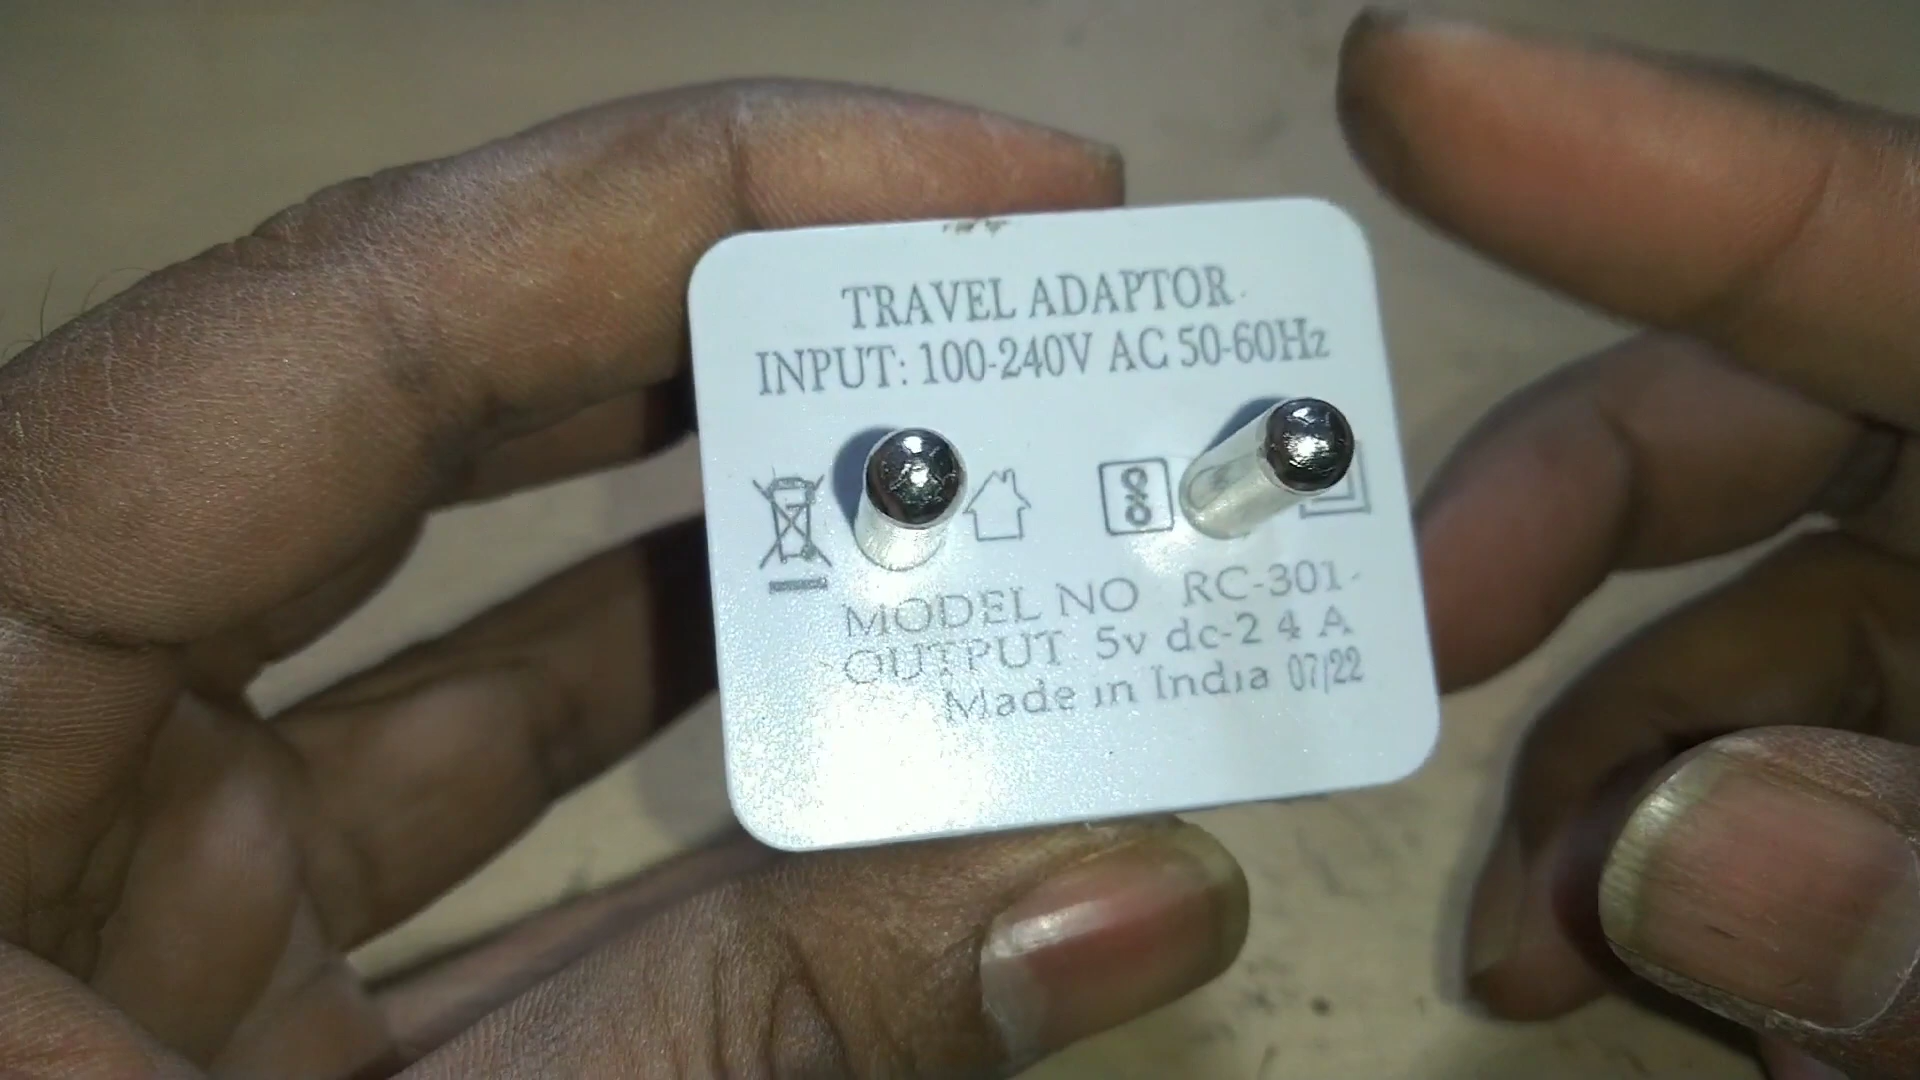 TRAVEL ADAPTOR
INPUT: 100-240V AC 50-60Hz
MODEL NO RC-301
OUTPUT 5v dc-2 4 A
Made in India 07/22